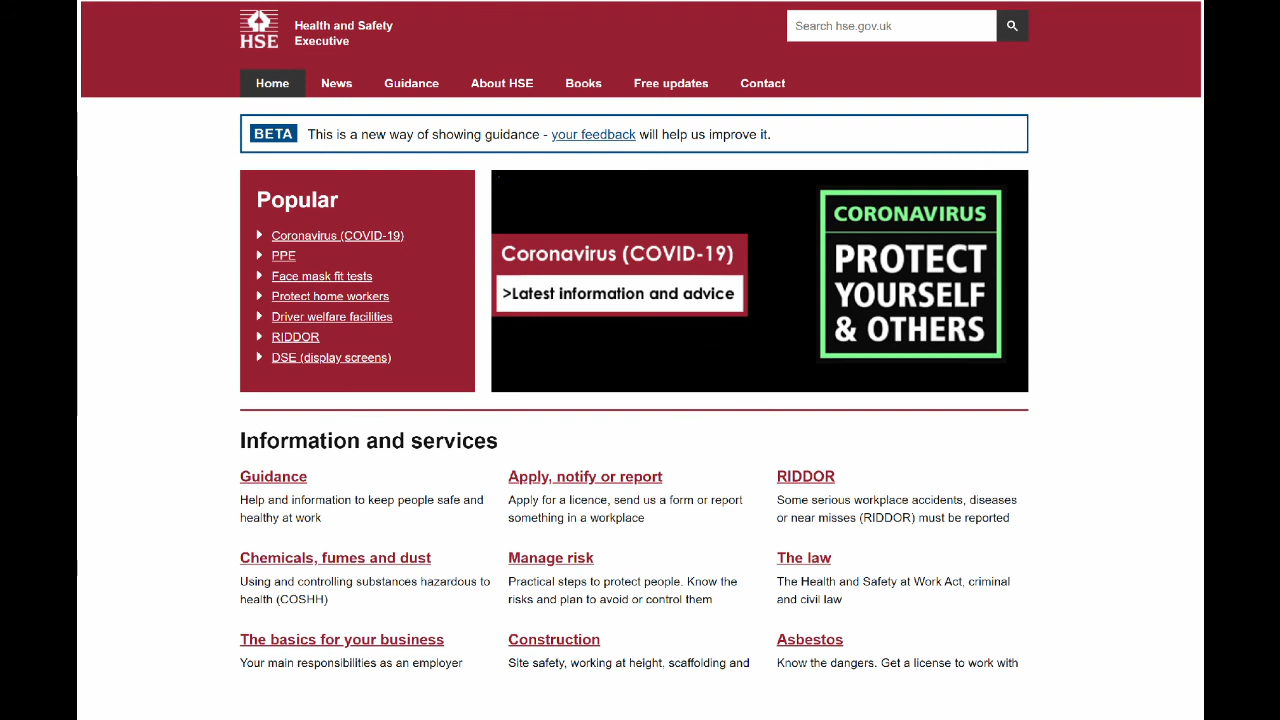 HSE
Health and Safety
Executive
Search hse.gov.uk
Home News Guidance About HSE Books Free updates Contact
BETA This is a new way of showing guidance - your feedback will help us improve it.
Popular
Coronavirus (COVID-19)
PPE
Face mask fit tests
Protect home workers
Driver welfare facilities
RIDDOR
DSE (display screens)
Coronavirus (COVID-19)
>Latest information and advice
CORONAVIRUS
PROTECT
YOURSELF
& OTHERS
Information and services
Guidance
Help and information to keep people safe and
healthy at work
Apply, notify or report
Apply for a licence, send us a form or report
something in a workplace
RIDDOR
Some serious workplace accidents, diseases
or near misses (RIDDOR) must be reported
Chemicals, fumes and dust
Using and controlling substances hazardous to
health (COSHH)
Manage risk
Practical steps to protect people. Know the
risks and plan to avoid or control them
The law
The Health and Safety at Work Act, criminal
and civil law
The basics for your business
Your main responsibilities as an employer
Construction
Site safety, working at height, scaffolding and
Asbestos
Know the dangers. Get a license to work with